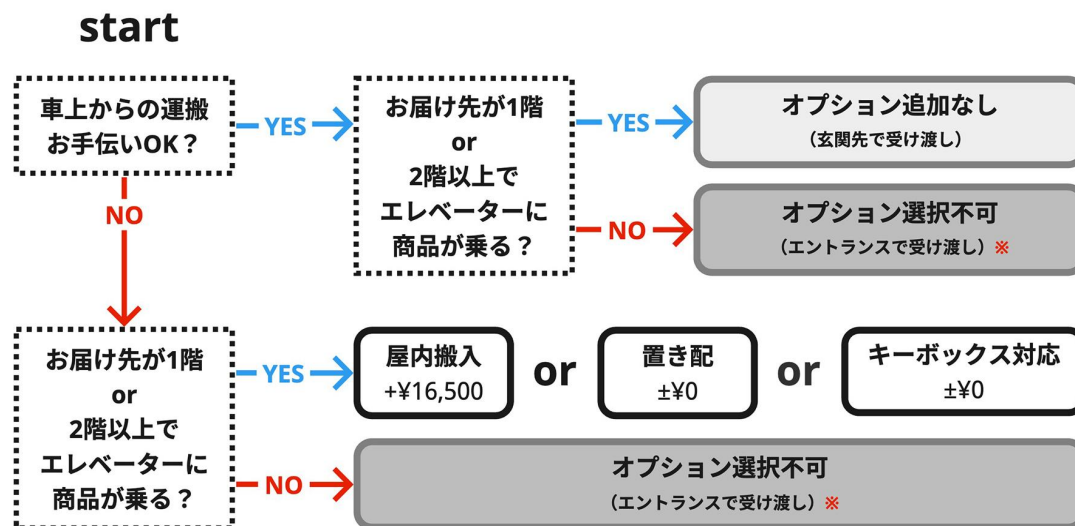 start
車上からの運搬
お手伝いOK？
YES
お届け先が1階
or
2階以上で
エレベーターに
商品が乗る？
YES
オプション追加なし
（玄関先で受け渡し）
NO
オプション選択不可
（エントランスで受け渡し）※
NO
お届け先が1階
or
2階以上で
エレベーターに
商品が乗る？
YES
屋内搬入
+¥16,500
or
置き配
±¥0
or
キーボックス対応
±¥0
NO
オプション選択不可
（エントランスで受け渡し）※